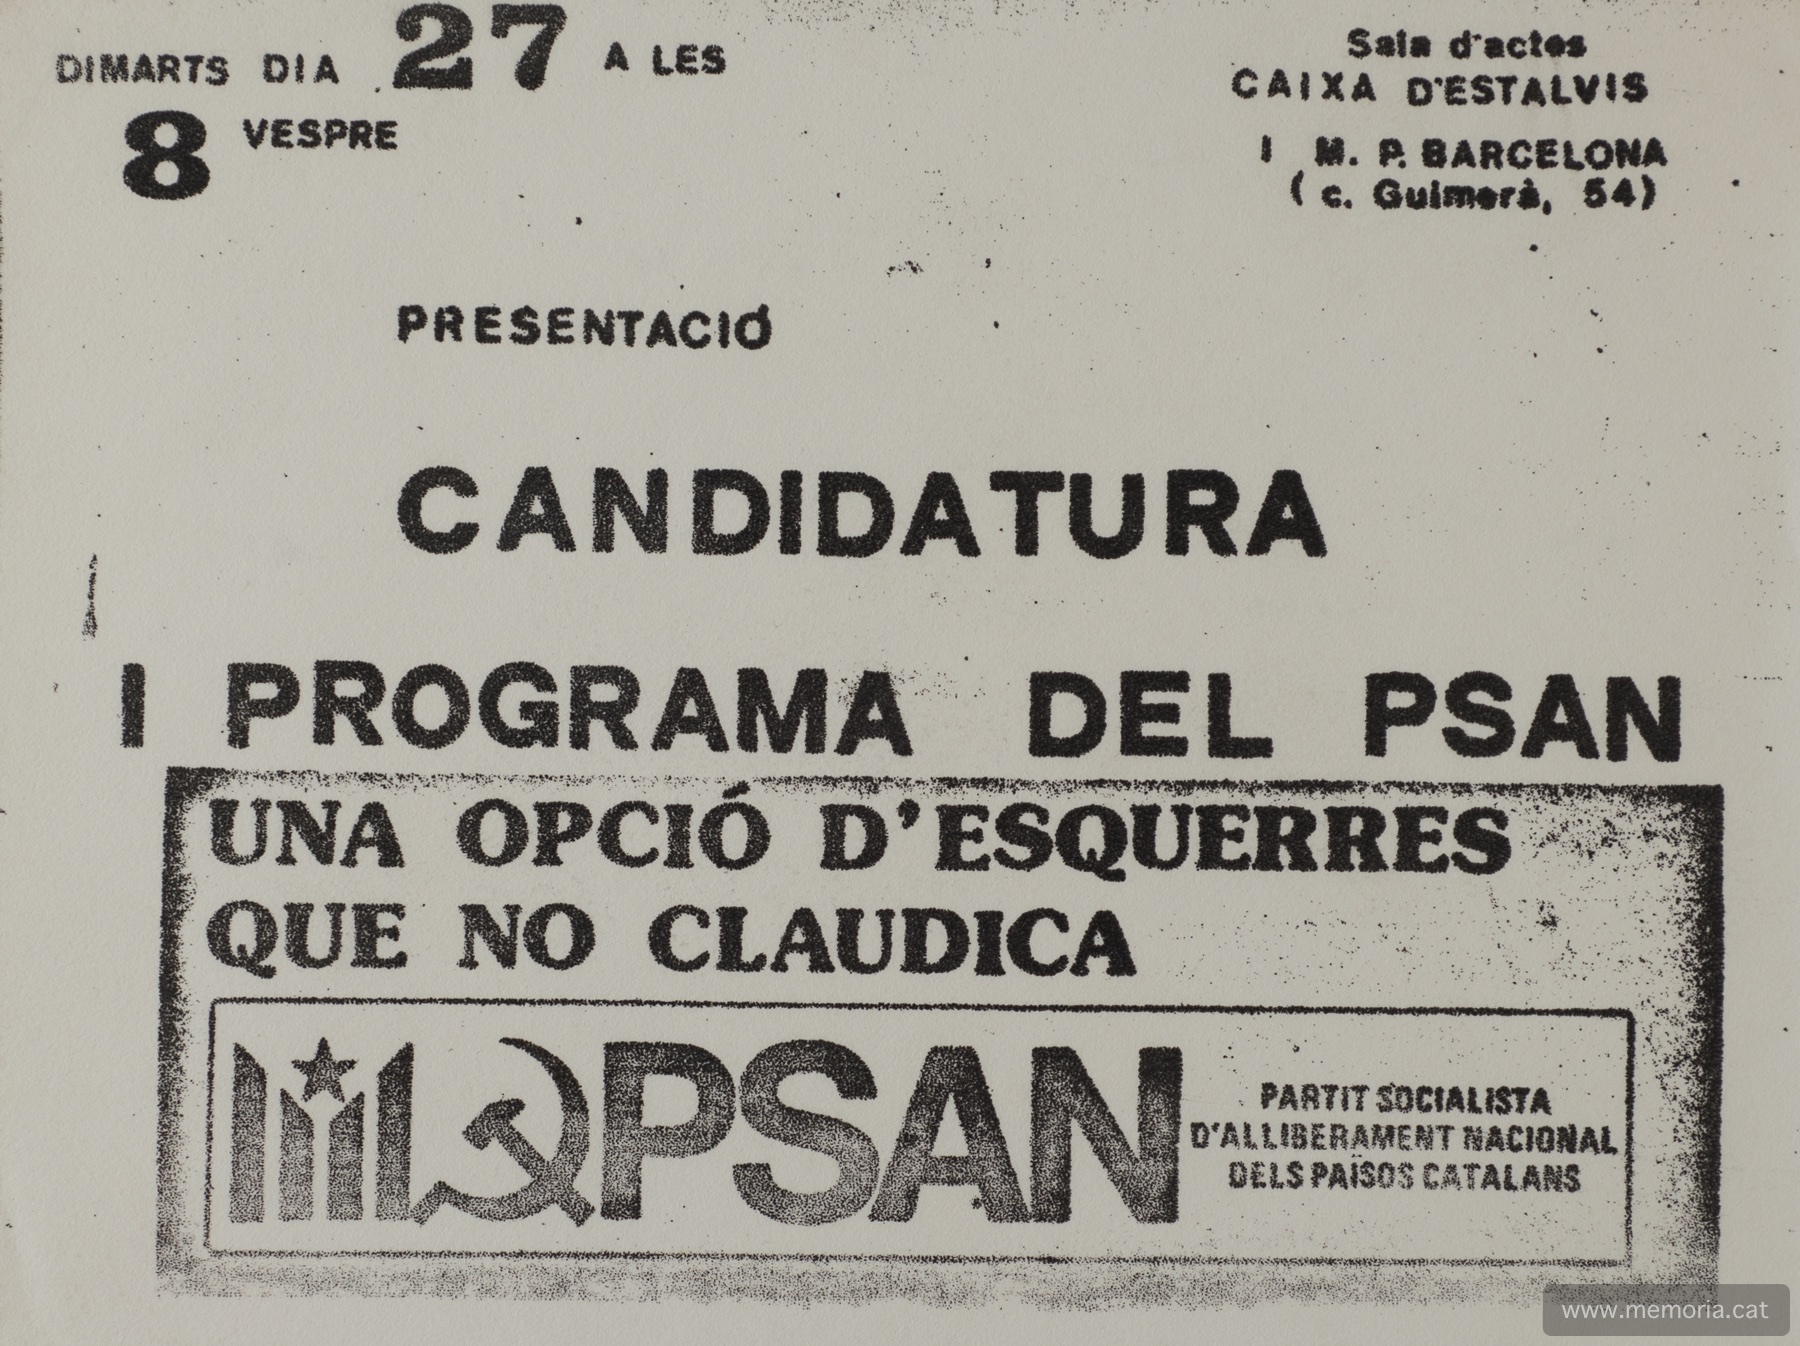 DIMARTS DIA 27 A LES
8 VESPRE
Sala d'actes
CAIXA D'ESTALVIS
I M. P. BARCELONA
( c. Guimerà, 54)
PRESENTACIÓ
CANDIDATURA
I PROGRAMA DEL PSAN
UNA OPCIÓ D'ESQUERRES
QUE NO CLAUDICA
PSAN
PARTIT SOCIALISTA
D'ALLIBERAMENT NACIONAL
DELS PAÏSOS CATALANS
www.memoria.cat